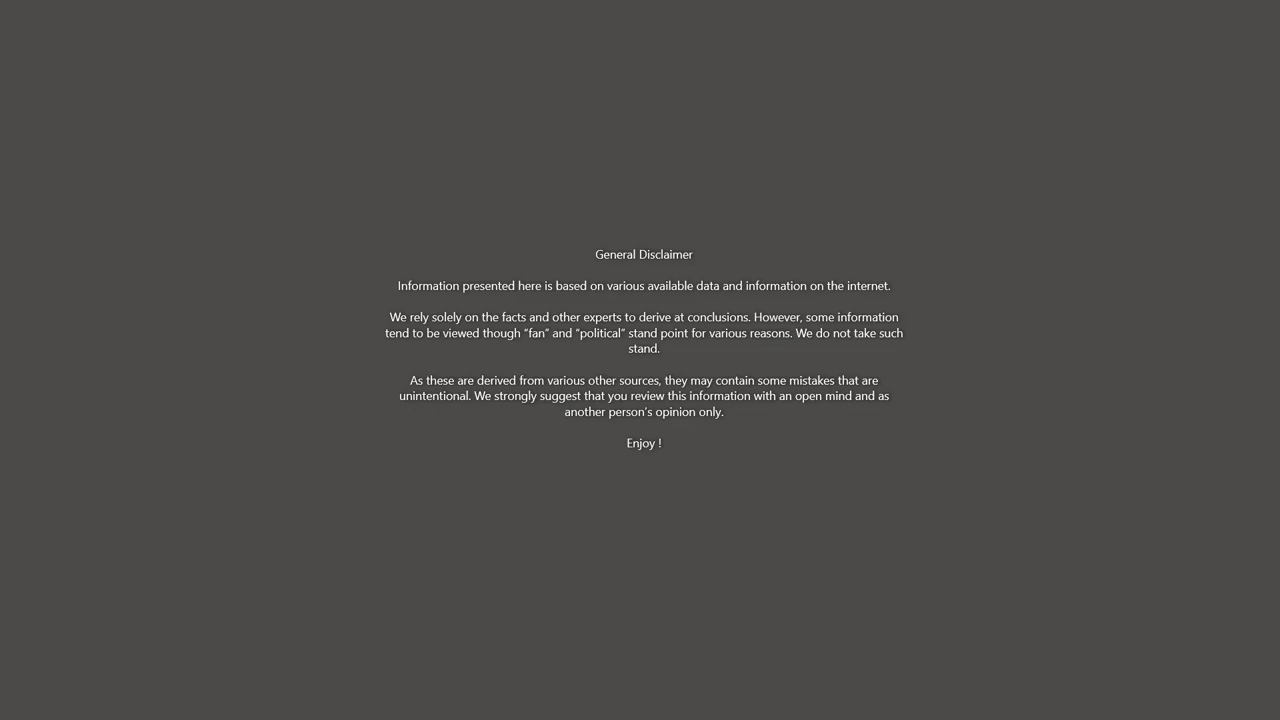 General Disclaimer
Information presented here is based on various available data and information on the internet.
We rely solely on the facts and other experts to derive at conclusions. However, some information
tend to be viewed though “fan” and “political” stand point for various reasons. We do not take such
stand.
As these are derived from various other sources, they may contain some mistakes that are
unintentional. We strongly suggest that you review this information with an open mind and as
another person’s opinion only.
Enjoy !